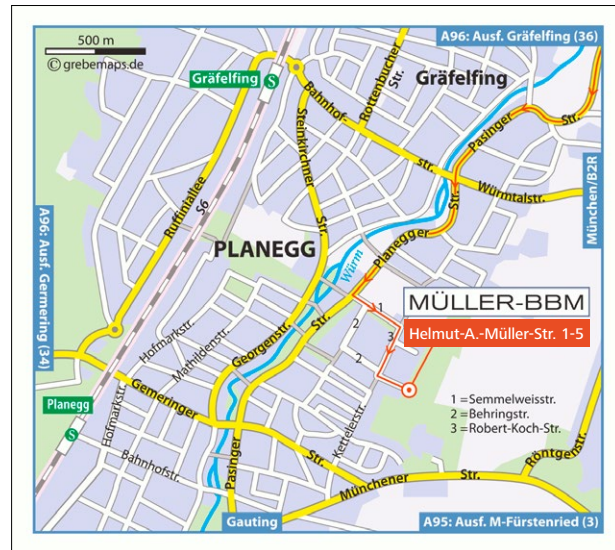 500 m
© grebemaps.de
A96: Ausf. Gräfelfing (36)
Gräfelfing
S
Gräfelfing
Rottenbucher
Str.
Bahnhof
str.
Steinkirchner
Str.
Pasinger
Str.
Würmtalstr.
München/B2R
Ruffiniallee
S6
A96: Ausf. Germering (34)
PLANEGG
Würm
Planegger
Str.
MÜLLER-BBM
Helmut-A.-Müller-Str. 1-5
1
2
3
2
1 = Semmelweisstr.
2 = Behringstr.
3 = Robert-Koch-Str.
Hofmarkstr.
Mathildenstr.
Georgenstr.
Str.
Germeringer
Str.
Planegg
S
Hofmarkstr.
Bahnhofstr.
Pasinger
Kettelerstr.
Münchener
Str.
Röntgenstr.
Gauting
A95: Ausf. M-Fürstenried (3)